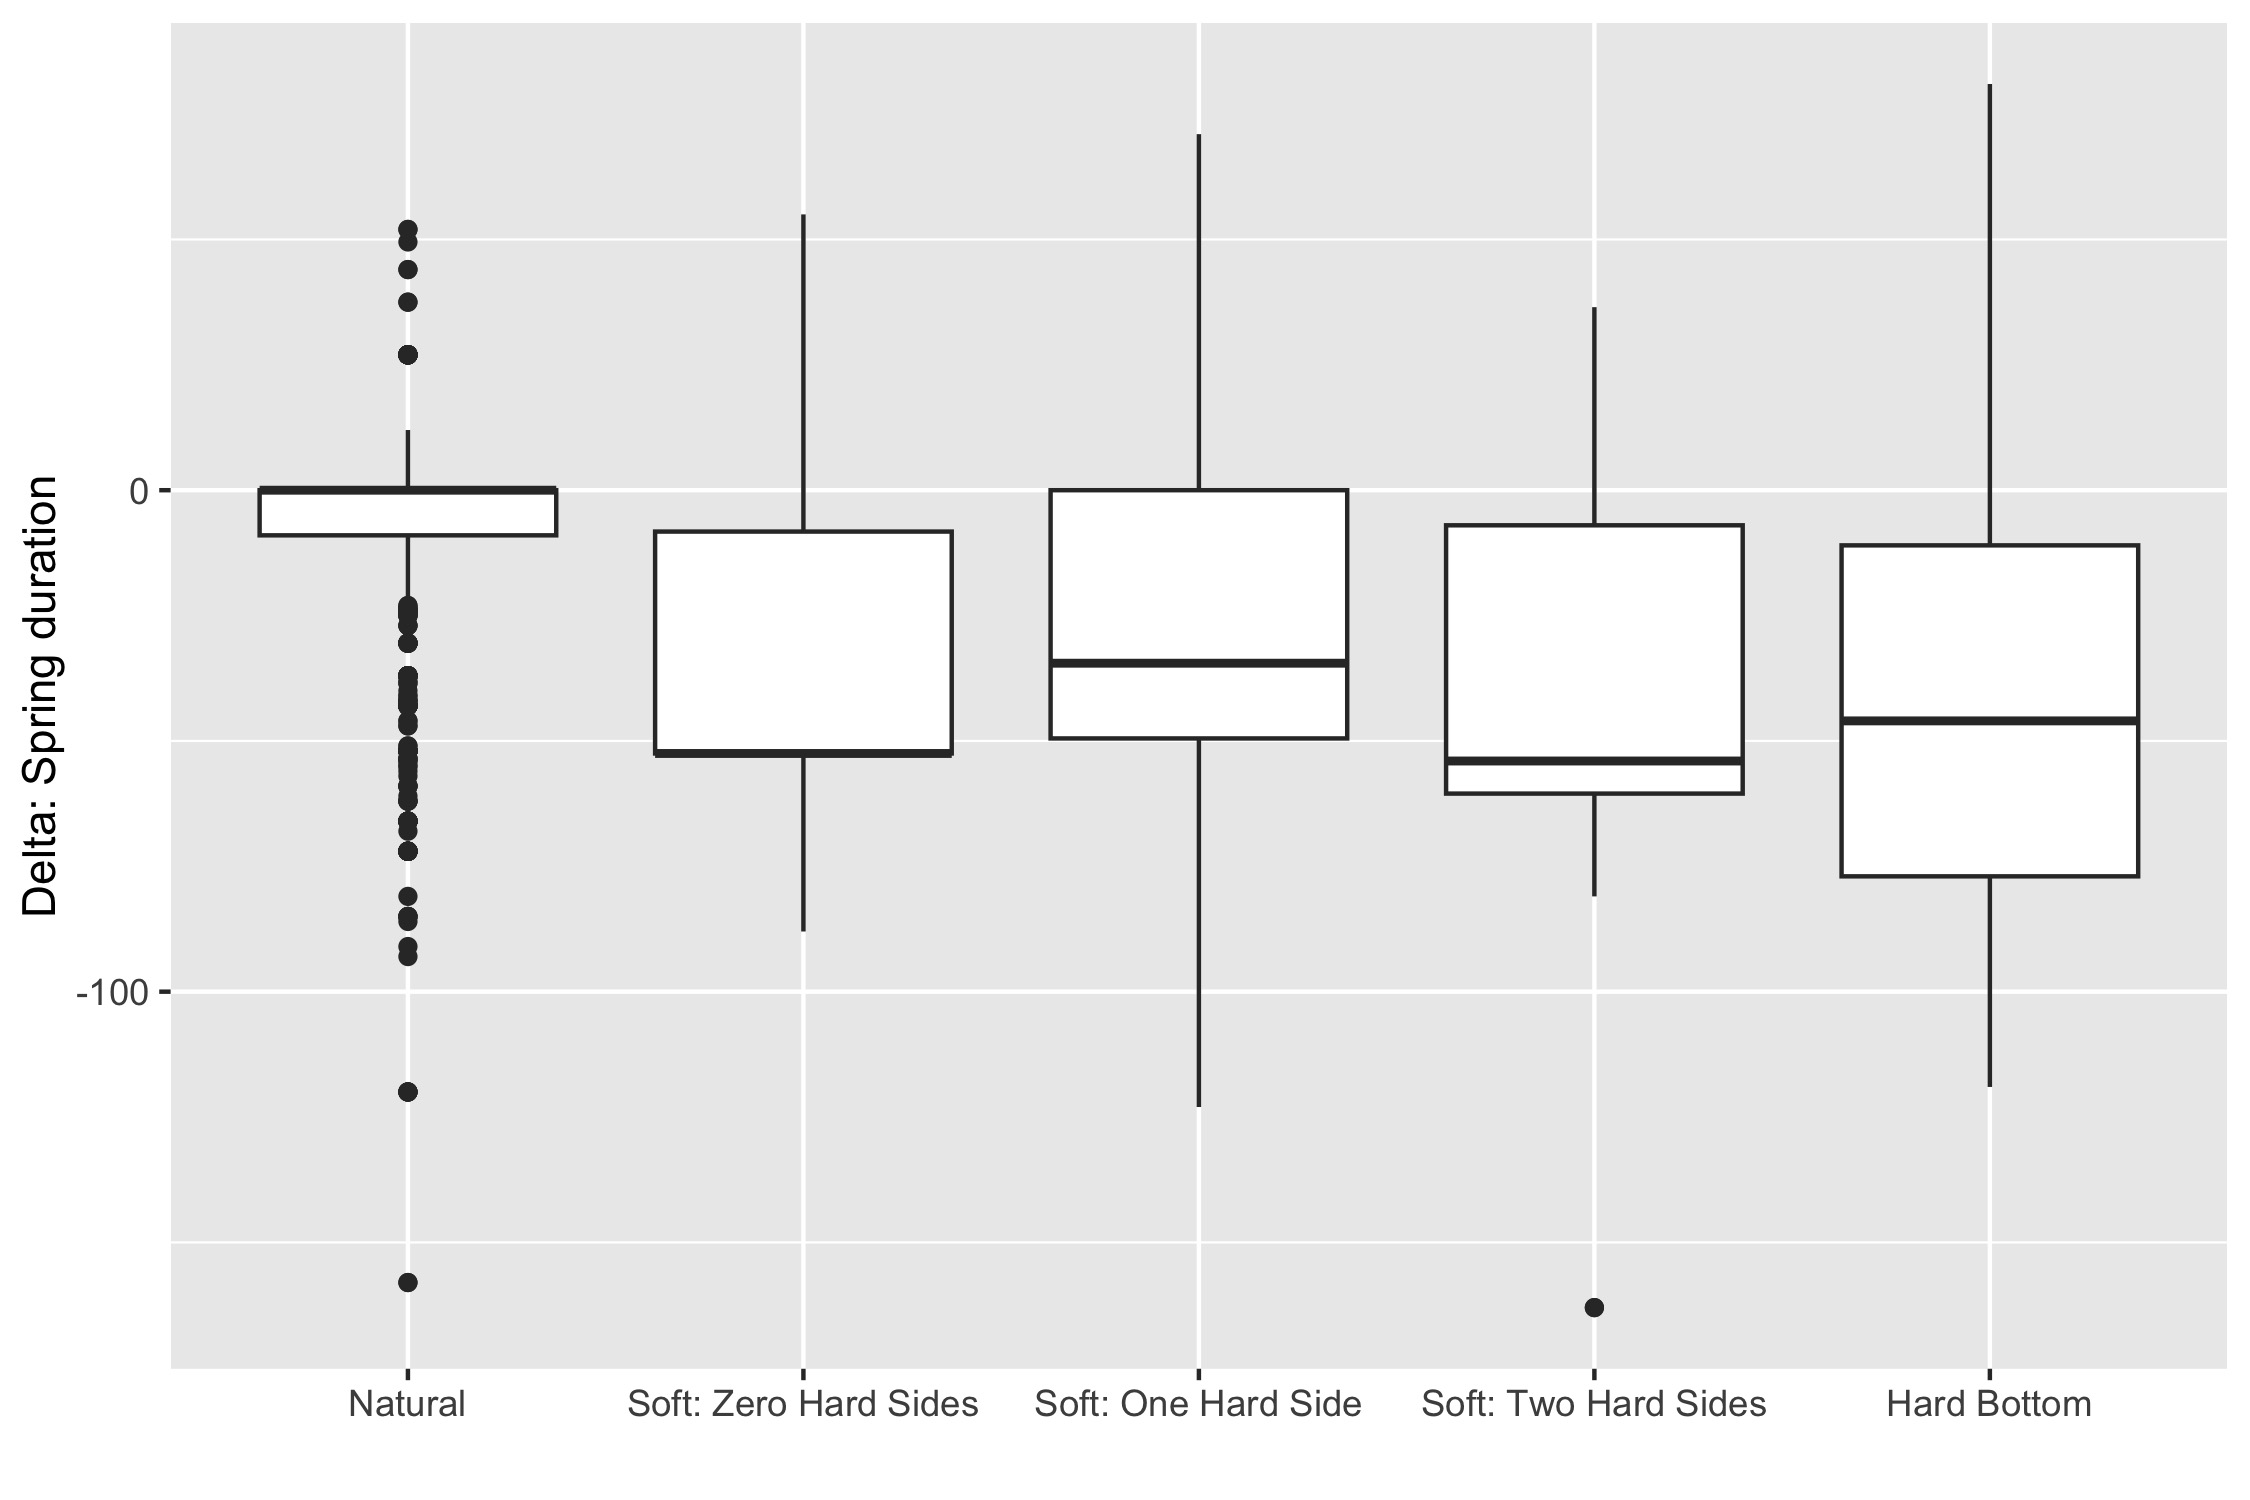 Delta: Spring duration
0
-100
Natural
Soft: Zero Hard Sides
Soft: One Hard Side
Soft: Two Hard Sides
Hard Bottom